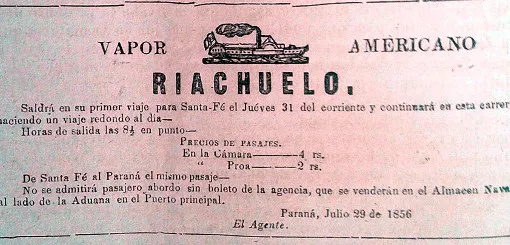 VAPOR AMERICANO
RIACHUELO.
Saldrá en su primer viaje para Santa-Fé el Juéves 31 del corriente y continuará en esta carrer
haciendo un viaje redondo al dia—
Horas de salida las 8½ en punto—
PRECIOS DE PASAJES.
En la Cámara——4 rs.
“ Proa——2 rs.
De Santa Fé al Paraná el mismo pasaje—
No se admitirá pasajero abordo sin boleto de la agencia, que se venderán en el Almacen Nava
al lado de la Aduana en el Puerto principal.
Paraná, Julio 29 de 1856
El Agente.